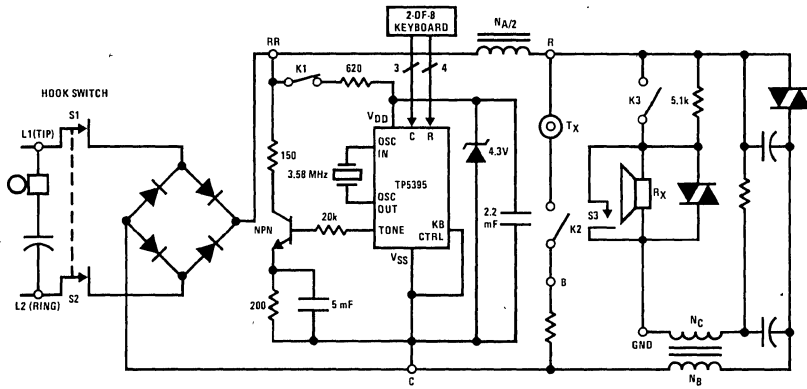 2-OF-8
KEYBOARD
NA/2
RR
R
K1
620
3
4
HOOK SWITCH
S1
VDD
C
R
K3
5.1k
L1(TIP)
OSC
IN
TX
150
3.58 MHz
TP5395
4.3V
RX
S3
OSC
OUT
2.2
mF
20k
KB
CTRL
NPN
TONE
K2
VSS
S2
B
L2 (RING)
200
5 mF
NC
GND
NB
C